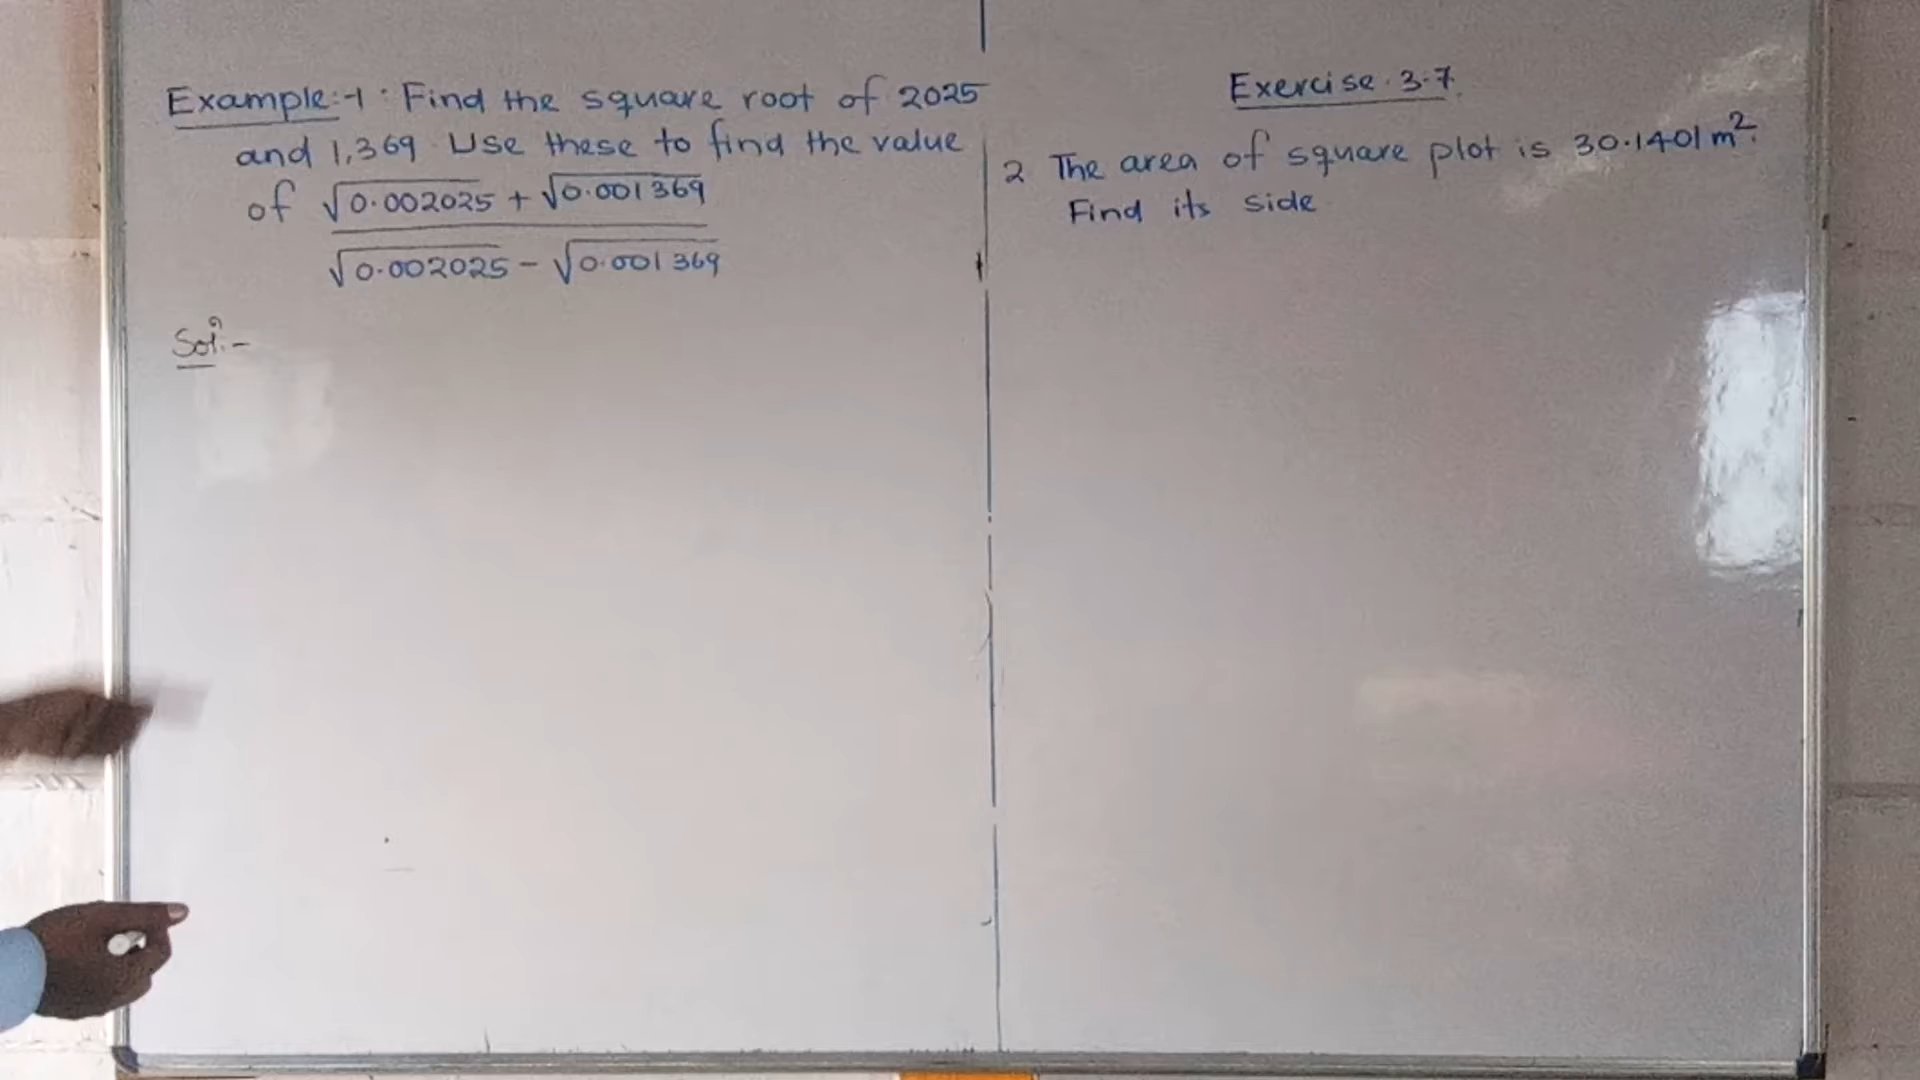 Example:-1: Find the square root of 2025
and 1,369. Use these to find the value
of √0.002025 + √0.001369
√0.002025 - √0.001369
Solⁿ:-
Exercise. 3.7.
2 The area of square plot is 30.1401 m².
Find its side